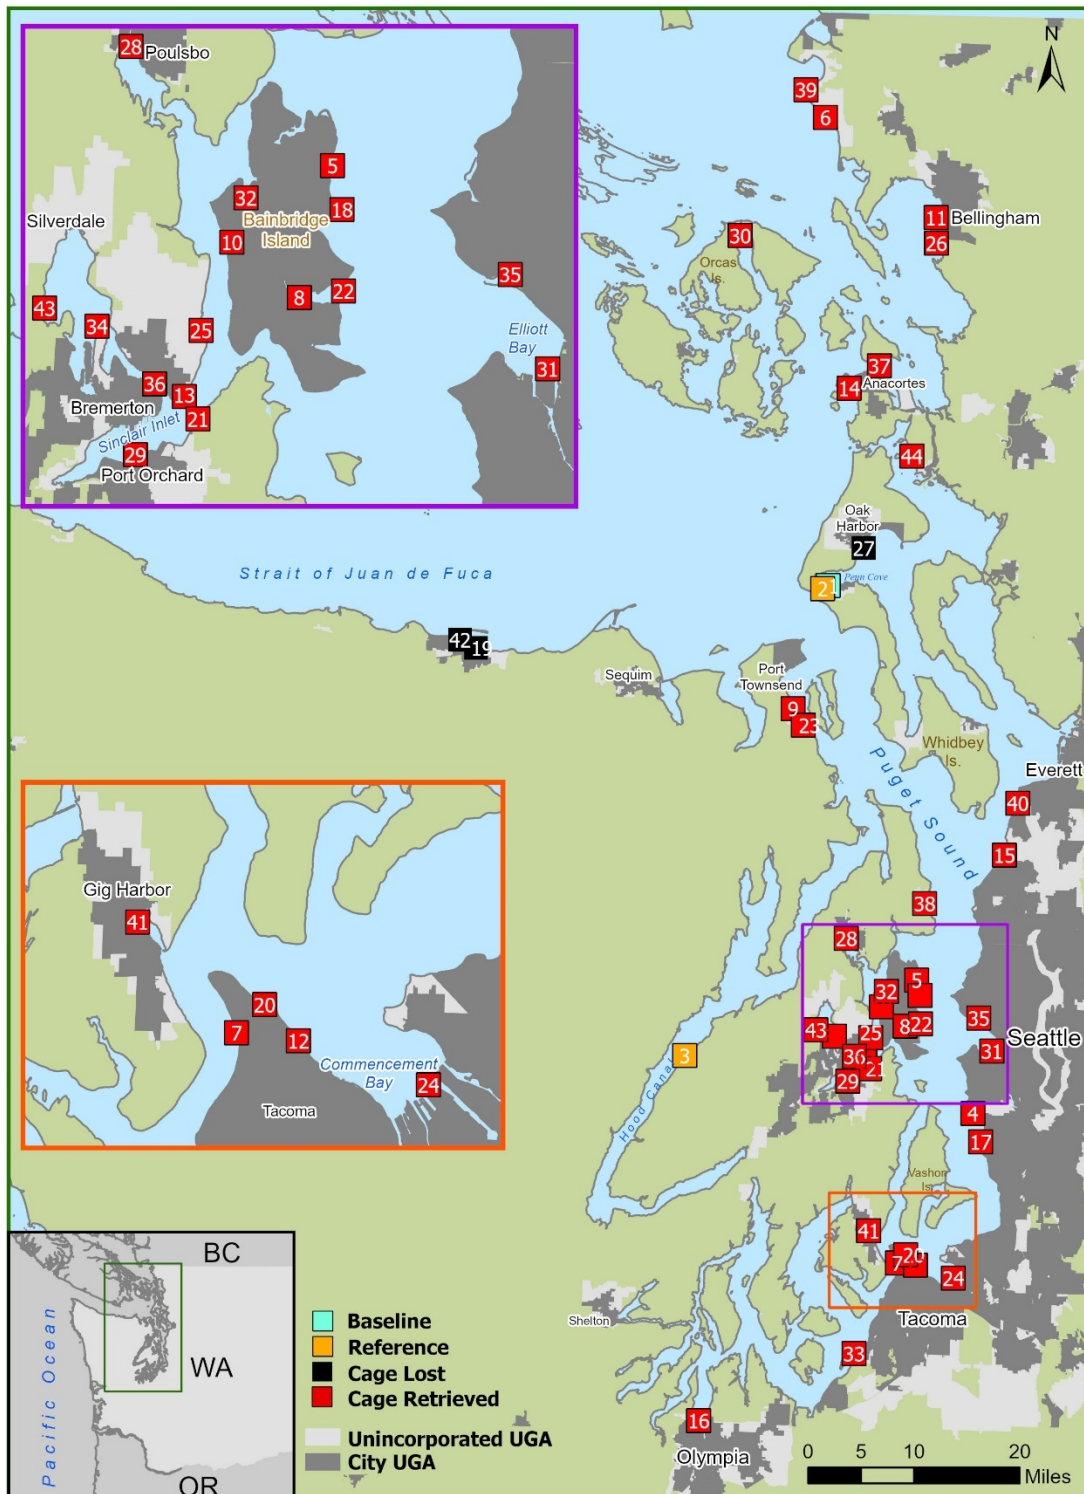 28
Poulsbo
5
32
18
Silverdale
Bainbridge
Island
10
35
8
22
43
34
25
Elliott
Bay
31
36
13
Bremerton
21
Sinclair Inlet
29
Port Orchard
N
39
6
11
Bellingham
26
30
Orcas
Is.
37
14
Anacortes
44
Oak
Harbor
27
Penn Cove
21
Strait of Juan de Fuca
42
19
Sequim
Port
Townsend
9
23
Whidbey
Is.
Puget Sound
Everett
40
15
38
28
5
32
43
25
8
22
35
36
31
Seattle
21
29
3
Hood Canal
4
17
Vashon
Is.
41
20
7
24
Tacoma
33
Shelton
16
Olympia
Gig Harbor
41
20
7
12
Commencement
Bay
24
Tacoma
BC
WA
OR
Pacific Ocean
Baseline
Reference
Cage Lost
Cage Retrieved
Unincorporated UGA
City UGA
0 5 10 20
Miles